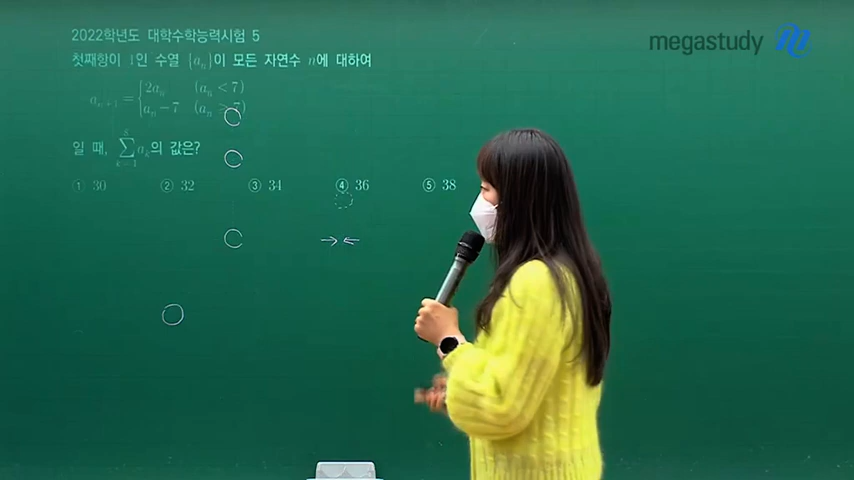 megastudy
2022학년도 대학수학능력시험 5
첫째항이 1인 수열 {aₙ}이 모든 자연수 n에 대하여
aₙ₊₁ = { 2aₙ (aₙ < 7)
aₙ − 7 (aₙ ≥ 7)
일 때, ∑ₖ₌₁⁸ aₖ의 값은?
① 30 ② 32 ③ 34 ④ 36 ⑤ 38